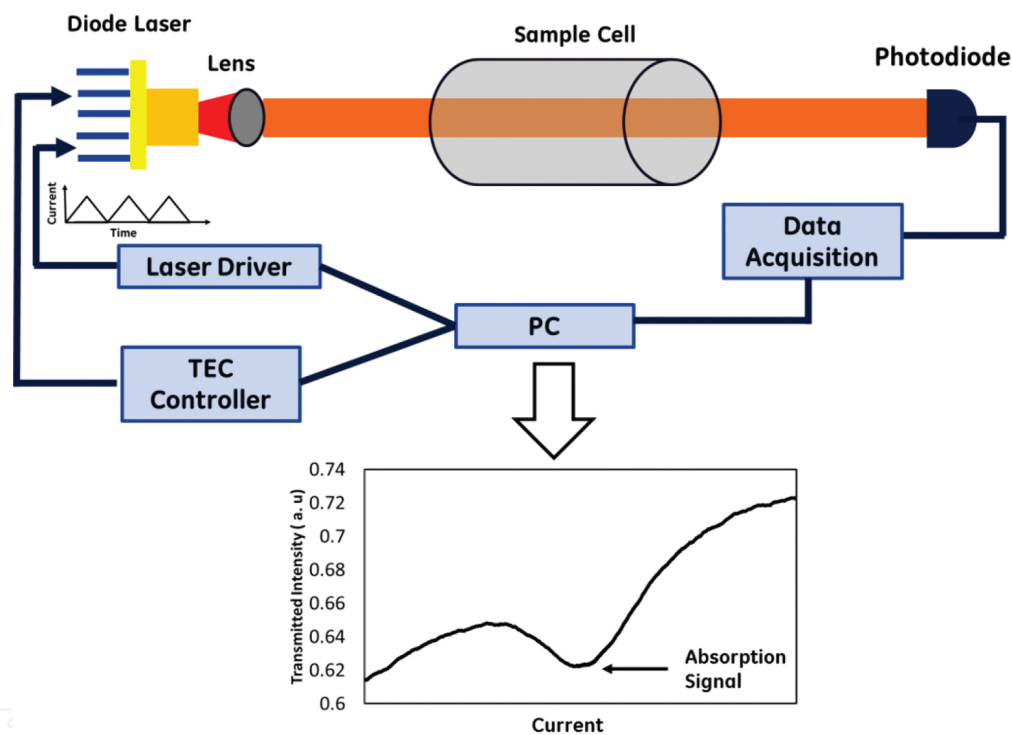 Diode Laser
Lens
Sample Cell
Photodiode
Current
Time
Laser Driver
TEC
Controller
PC
Data
Acquisition
0.74
0.72
0.7
0.68
0.66
0.64
0.62
0.6
Transmitted Intensity ( a. u)
Absorption
Signal
Current